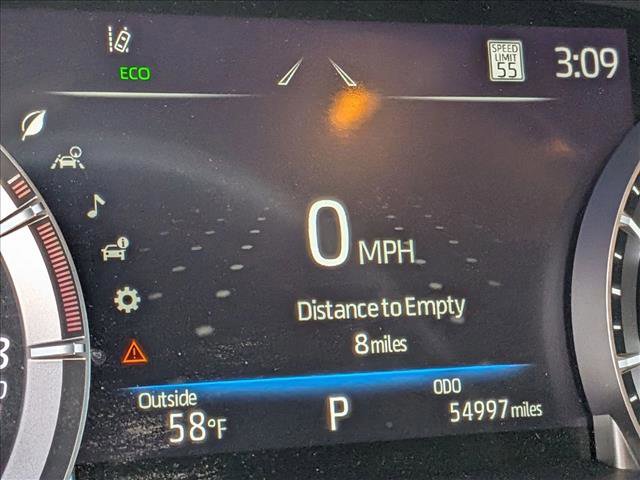 ECO
SPEED
LIMIT
55
3:09
0 MPH
Distance to Empty
8 miles
Outside
58°F
P
ODO
54997 miles